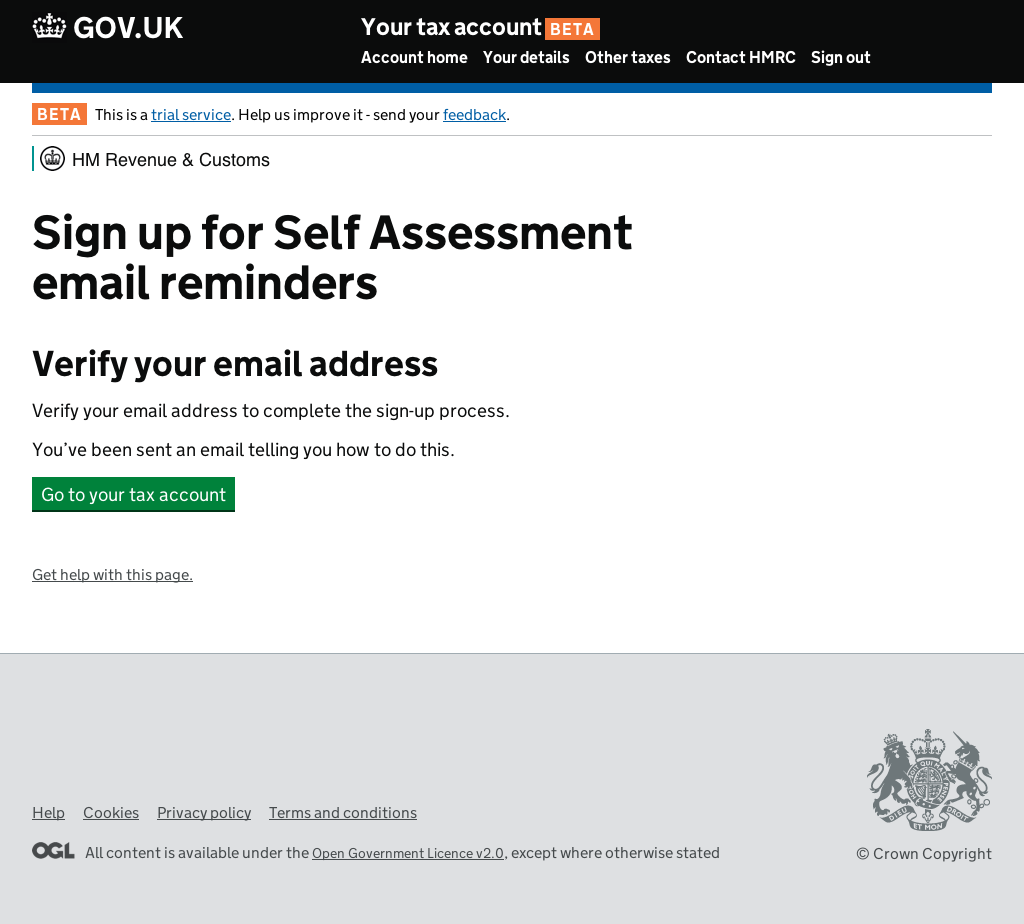 GOV.UK
Your tax account BETA
Account home Your details Other taxes Contact HMRC Sign out
BETA This is a trial service. Help us improve it - send your feedback.
HM Revenue & Customs
Sign up for Self Assessment
email reminders
Verify your email address
Verify your email address to complete the sign-up process.
You’ve been sent an email telling you how to do this.
Go to your tax account
Get help with this page.
Help Cookies Privacy policy Terms and conditions
OGL All content is available under the Open Government Licence v2.0, except where otherwise stated
DIEU ET MON DROIT
© Crown Copyright